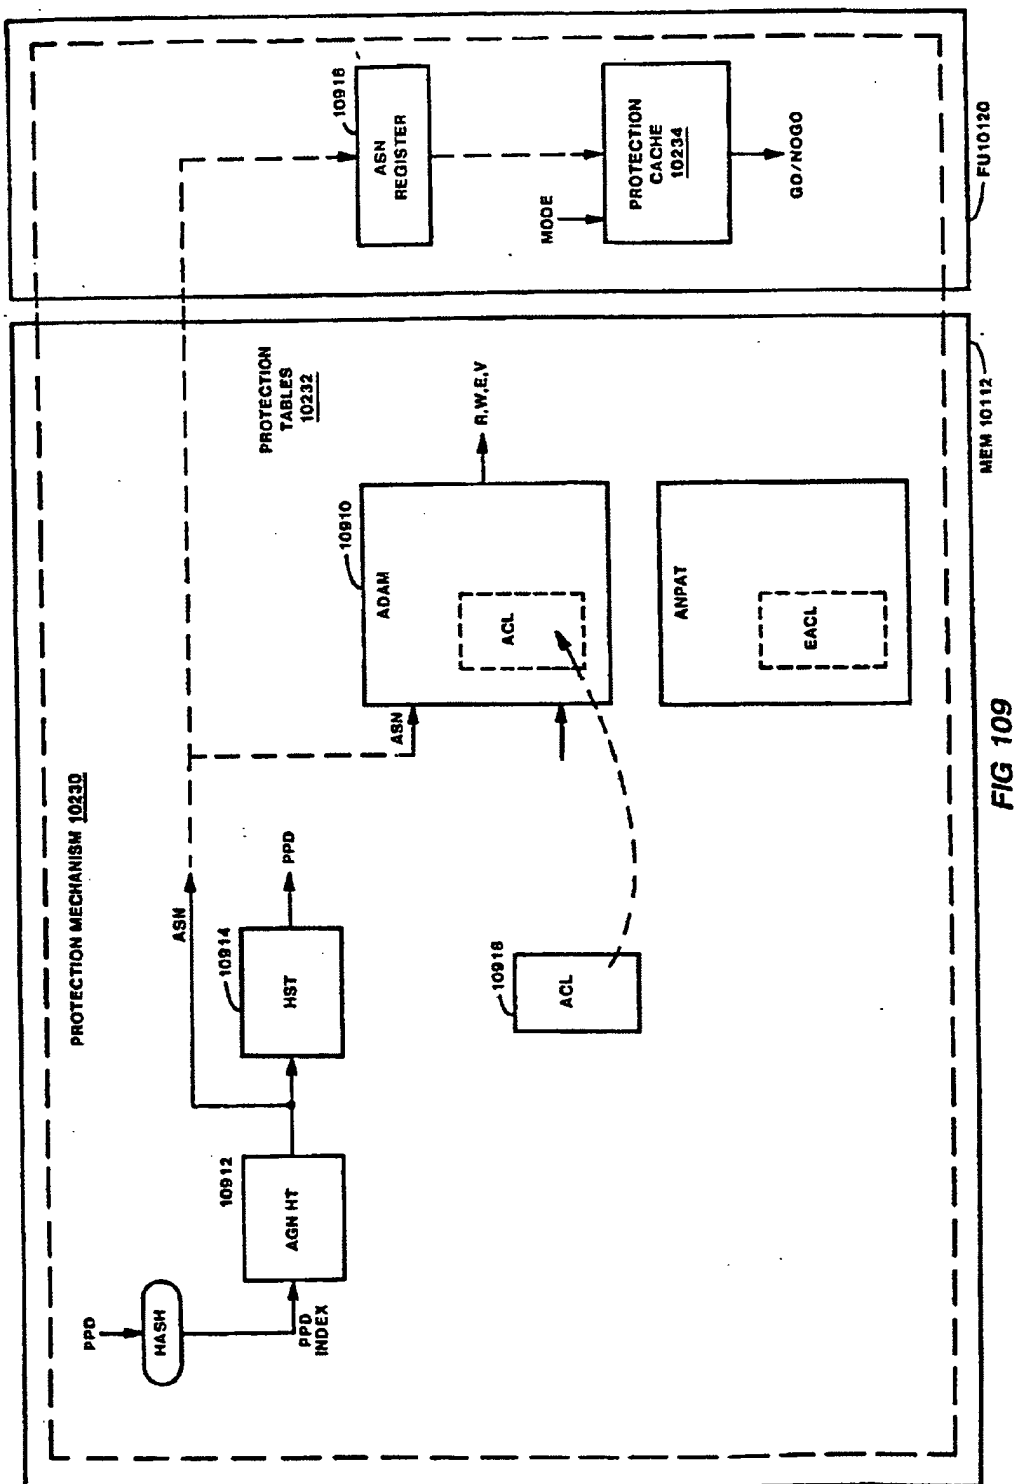 PROTECTION MECHANISM 10230
PPD
HASH
PPD
INDEX
10912
AGN HT
ASN
10914
HST
PPD
10918
ACL
ASN
10910
ADAM
ACL
R,W,E,V
PROTECTION
TABLES
10232
ANPAT
EACL
MEM 10112
10916
ASN
REGISTER
MODE
PROTECTION
CACHE
10234
GO/NOGO
FU10120
FIG 109